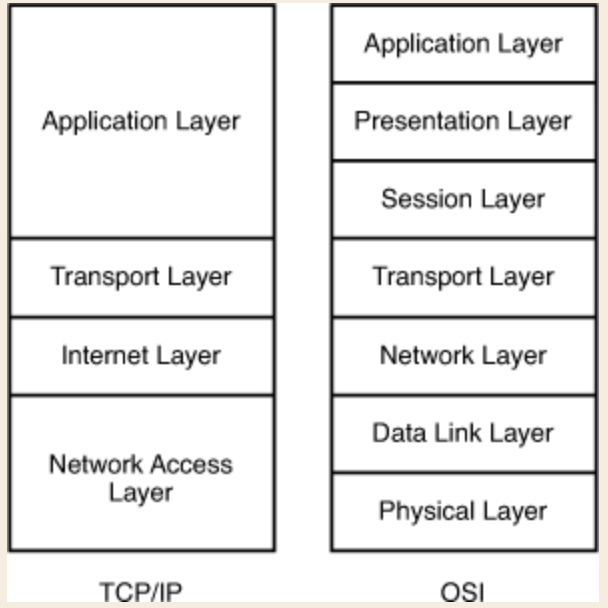 Application Layer
Transport Layer
Internet Layer
Network Access
Layer
TCP/IP
Application Layer
Presentation Layer
Session Layer
Transport Layer
Network Layer
Data Link Layer
Physical Layer
OSI